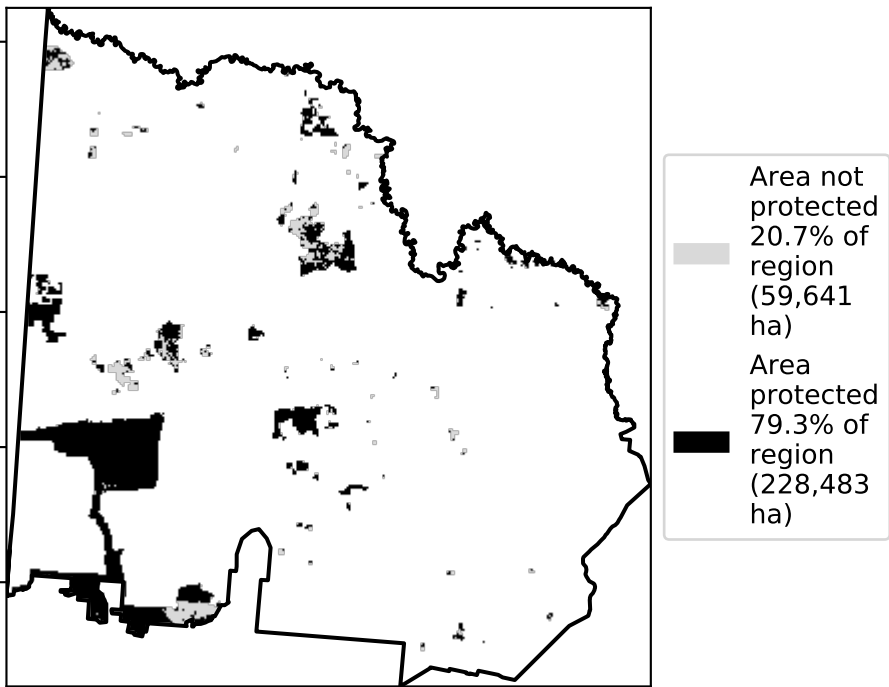 Area not
protected
20.7% of
region
(59,641
ha)
Area
protected
79.3% of
region
(228,483
ha)